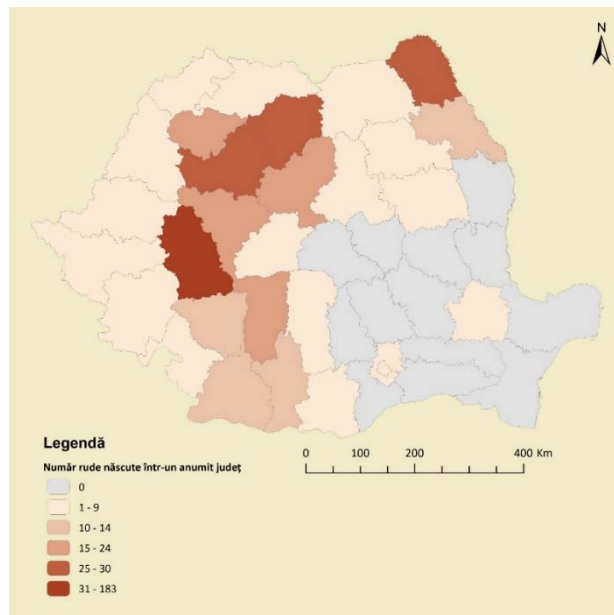 N
Legendă
Număr rude născute într-un anumit județ
0
1 - 9
10 - 14
15 - 24
25 - 30
31 - 183
0 100 200 400 Km